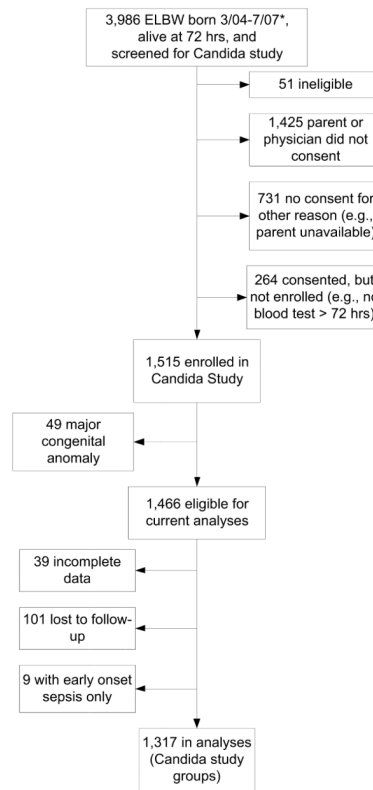 3,986 ELBW born 3/04-7/07*,
alive at 72 hrs, and
screened for Candida study
51 ineligible
1,425 parent or
physician did not
consent
731 no consent for
other reason (e.g.,
parent unavailable)
264 consented, but
not enrolled (e.g., no
blood test > 72 hrs)
1,515 enrolled in
Candida Study
49 major
congenital
anomaly
1,466 eligible for
current analyses
39 incomplete
data
101 lost to follow-
up
9 with early onset
sepsis only
1,317 in analyses
(Candida study
groups)